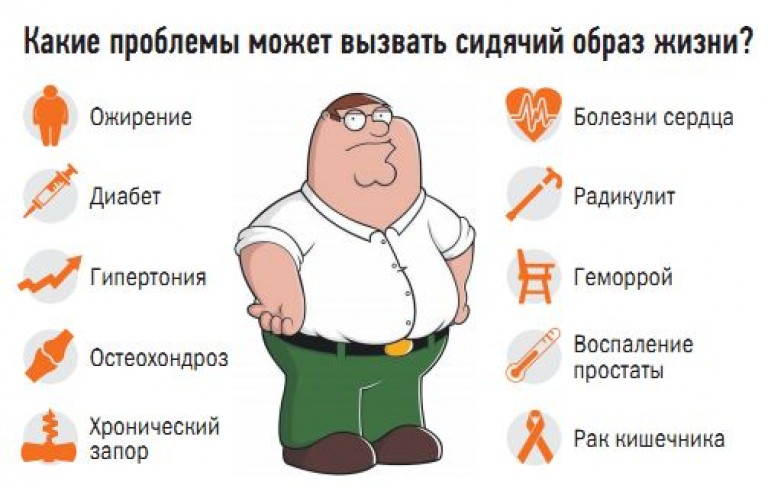 Какие проблемы может вызвать сидячий образ жизни?
Ожирение
Диабет
Гипертония
Остеохондроз
Хронический
запор
Болезни сердца
Радикулит
Геморрой
Воспаление
простаты
Рак кишечника